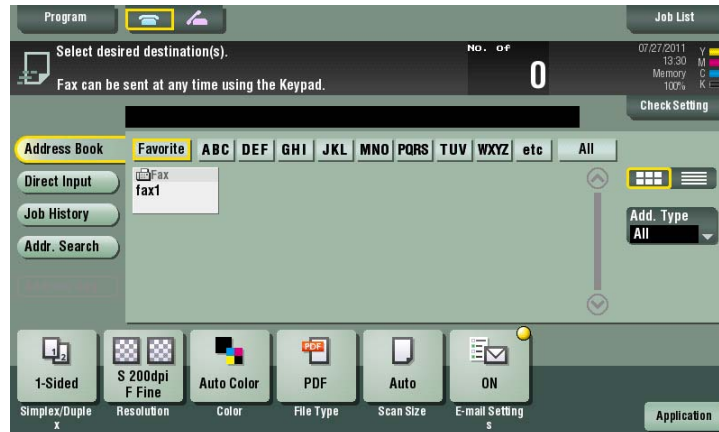 Program
Job List
Select desired destination(s).
No. of
07/27/2011
13:30
Memory
100%
Y
M
C
K
Fax can be sent at any time using the Keypad.
0
Check Setting
Address Book
Favorite ABC DEF GHI JKL MNO PQRS TUV WXYZ etc All
Direct Input
Fax
fax1
Job History
Add. Type
All
Addr. Search
1 2
PDF
1-Sided
S 200dpi
F Fine
Auto Color
PDF
Auto
ON
Simplex/Duple
x
Resolution
Color
File Type
Scan Size
E-mail Setting
s
Application